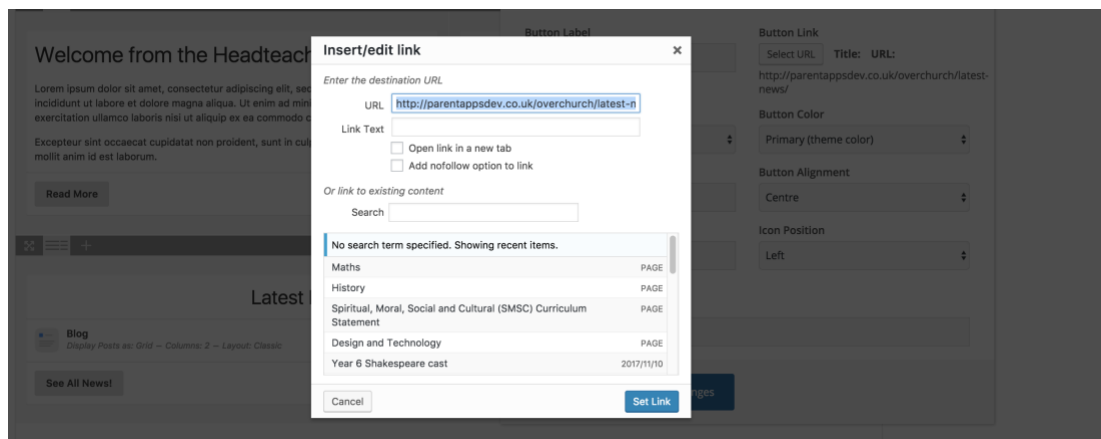 Welcome from the Headteach
Lorem ipsum dolor sit amet, consectetur adipiscing elit, sed
incididunt ut labore et dolore magna aliqua. Ut enim ad mini
exercitation ullamco laboris nisi ut aliquip ex ea commodo c
Excepteur sint occaecat cupidatat non proident, sunt in culp
mollit anim id est laborum.
Read More
Latest
Blog
Display Posts as: Grid – Columns: 2 – Layout: Classic
See All News!
Insert/edit link
×
Enter the destination URL
URL http://parentappsdev.co.uk/overchurch/latest-n
Link Text
Open link in a new tab
Add nofollow option to link
Or link to existing content
Search
No search term specified. Showing recent items.
Maths PAGE
History PAGE
Spiritual, Moral, Social and Cultural (SMSC) Curriculum PAGE
Statement
Design and Technology PAGE
Year 6 Shakespeare cast 2017/11/10
Cancel Set Link
Button Label
Button Link
Select URL Title: URL:
http://parentappsdev.co.uk/overchurch/latest-
news/
Button Color
Primary (theme color)
Button Alignment
Centre
Icon Position
Left
nges